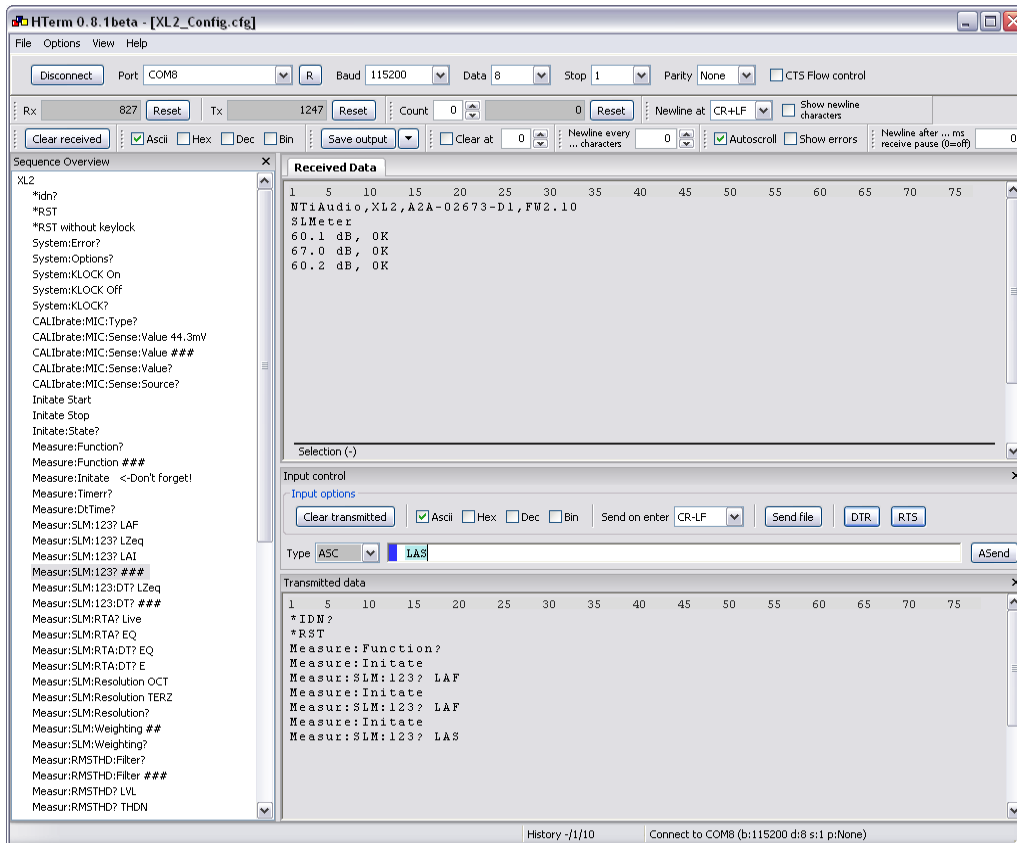 HTerm 0.8.1beta - [XL2_Config.cfg]
File Options View Help
Disconnect Port COM8 R Baud 115200 Data 8 Stop 1 Parity None CTS Flow control
Rx 827 Reset Tx 1247 Reset Count 0 0 Reset Newline at CR+LF Show newline characters
Clear received Ascii Hex Dec Bin Save output Clear at 0 Newline every ... characters 0 Autoscroll Show errors Newline after ... ms receive pause (0=off) 0
Sequence Overview
XL2
*idn?
*RST
*RST without keylock
System:Error?
System:Options?
System:KLOCK On
System:KLOCK Off
System:KLOCK?
CALIbrate:MIC:Type?
CALIbrate:MIC:Sense:Value 44.3mV
CALIbrate:MIC:Sense:Value ###
CALIbrate:MIC:Sense:Value?
CALIbrate:MIC:Sense:Source?
Initate Start
Initate Stop
Initate:State?
Measure:Function?
Measure:Function ###
Measure:Initate <-Don't forget!
Measure:Timerr?
Measure:DtTime?
Measur:SLM:123? LAF
Measur:SLM:123? LZeq
Measur:SLM:123? LAI
Measur:SLM:123? ###
Measur:SLM:123:DT? LZeq
Measur:SLM:123:DT? ###
Measur:SLM:RTA? Live
Measur:SLM:RTA? EQ
Measur:SLM:RTA:DT? EQ
Measur:SLM:RTA:DT? E
Measur:SLM:Resolution OCT
Measur:SLM:Resolution TERZ
Measur:SLM:Resolution?
Measur:SLM:Weighting ##
Measur:SLM:Weighting?
Measur:RMSTHD:Filter?
Measur:RMSTHD:Filter ###
Measur:RMSTHD? LVL
Measur:RMSTHD? THDN
Received Data
1 5 10 15 20 25 30 35 40 45 50 55 60 65 70 75
NTiAudio,XL2,A2A-02673-D1,FW2.10
SLMeter
60.1 dB, OK
67.0 dB, OK
60.2 dB, OK
Selection (-)
Input control
Input options
Clear transmitted Ascii Hex Dec Bin Send on enter CR-LF Send file DTR RTS
Type ASC LAS ASend
Transmitted data
1 5 10 15 20 25 30 35 40 45 50 55 60 65 70 75
*IDN?
*RST
Measure:Function?
Measure:Initate
Measur:SLM:123? LAF
Measure:Initate
Measur:SLM:123? LAF
Measure:Initate
Measur:SLM:123? LAS
History -/1/10 Connect to COM8 (b:115200 d:8 s:1 p:None)